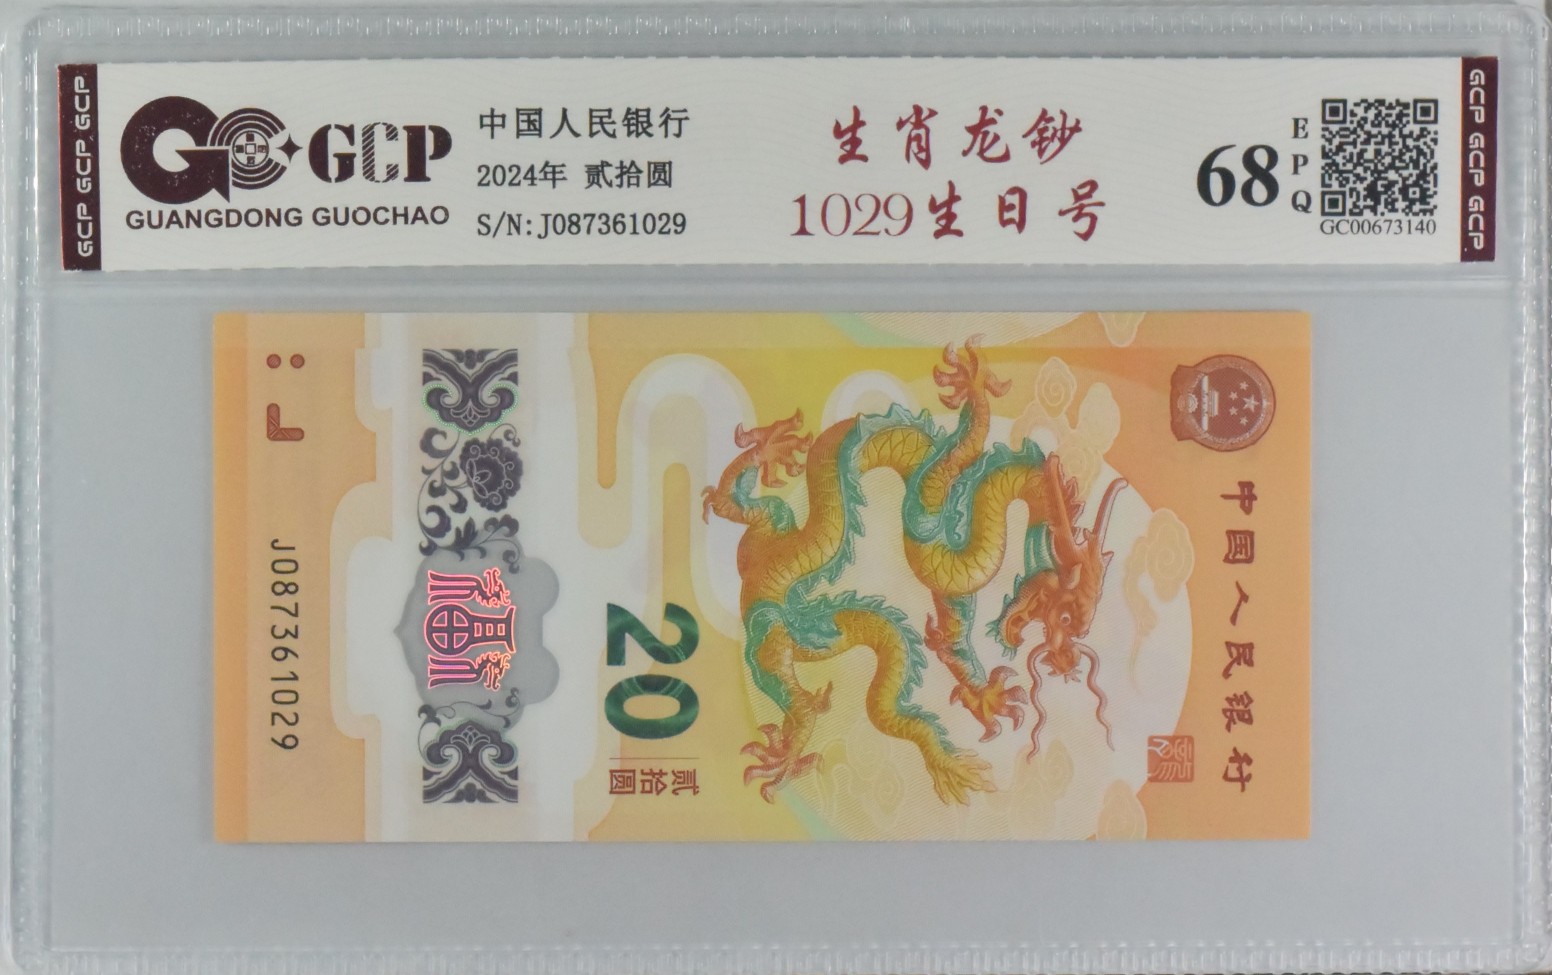 GCP GCP GCP
GCP
GUANGDONG GUOCHAO
中国人民银行
2024年 贰拾圆
S/N:J087361029
生肖龙钞
1029生日号
68
EPQ
GC00673140
GCP GCP GCP
中国人民银行
20
贰拾圆
J087361029